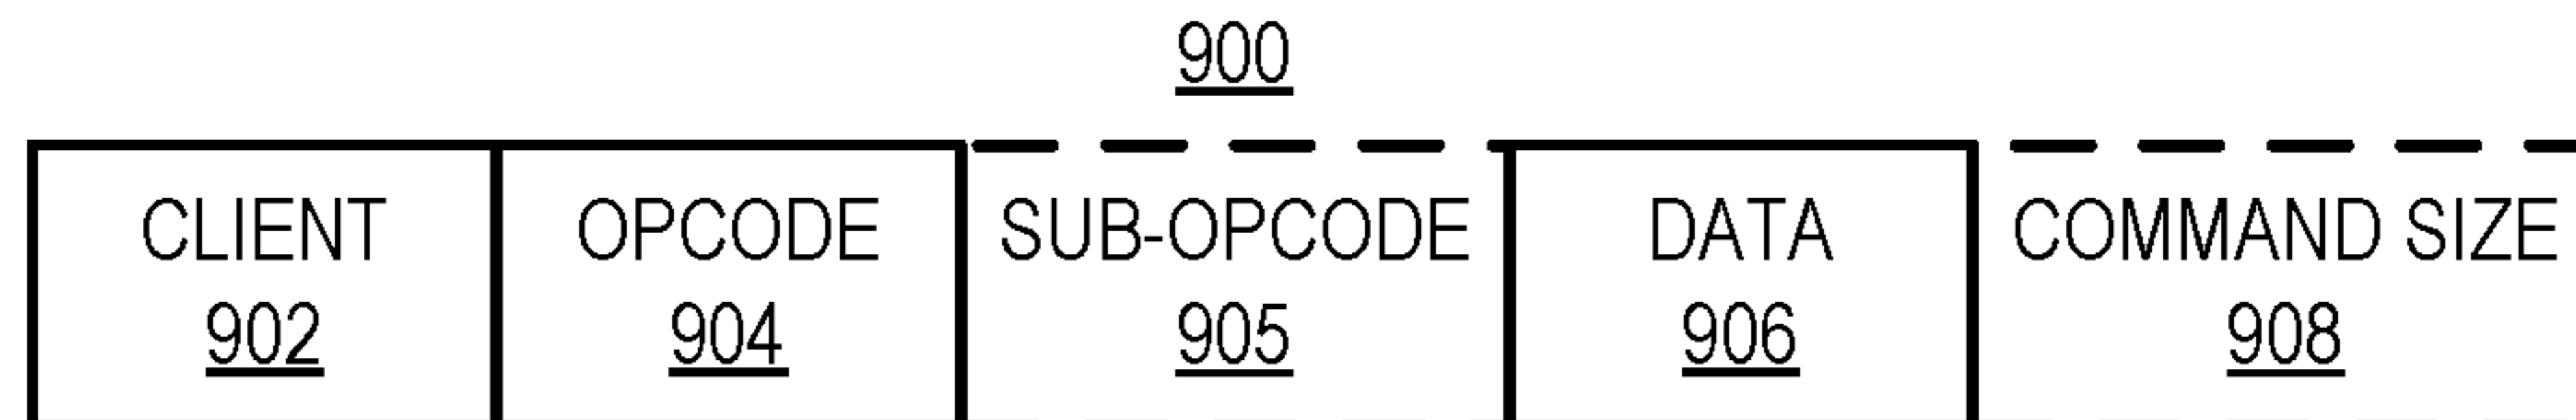 900
CLIENT OPCODE SUB-OPCODE DATA COMMAND SIZE
902 904 905 906 908